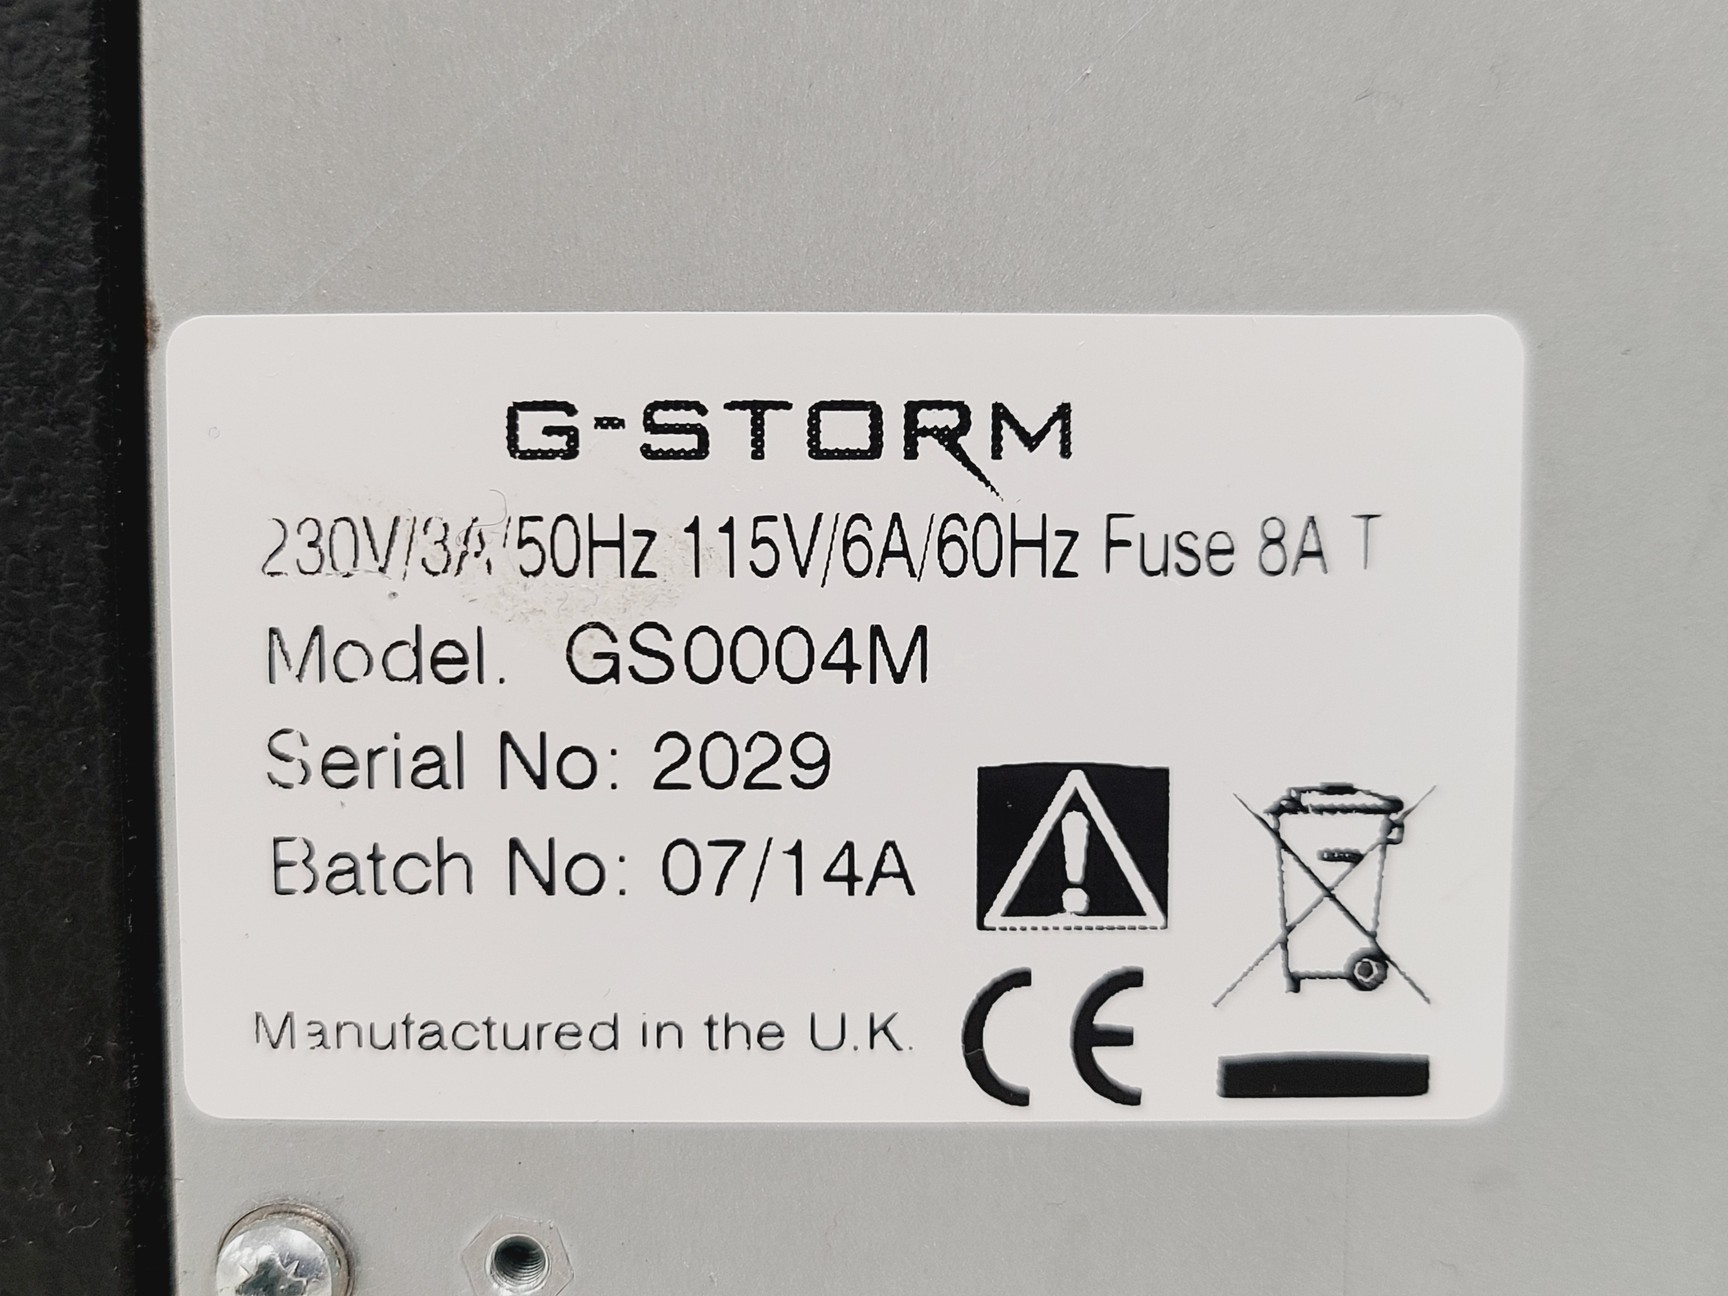 G-STORM
230V/3A/50Hz 115V/6A/60Hz Fuse 8A T
Model. GS0004M
Serial No: 2029
Batch No: 07/14A
Manufactured in the U.K.
CE